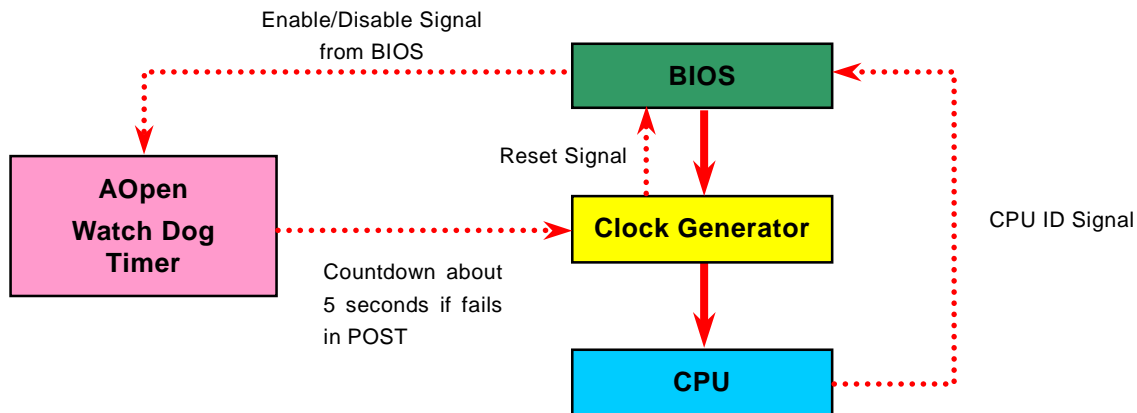 Enable/Disable Signal
from BIOS
BIOS
Reset Signal
AOpen
Watch Dog
Timer
Clock Generator
CPU ID Signal
Countdown about
5 seconds if fails
in POST
CPU